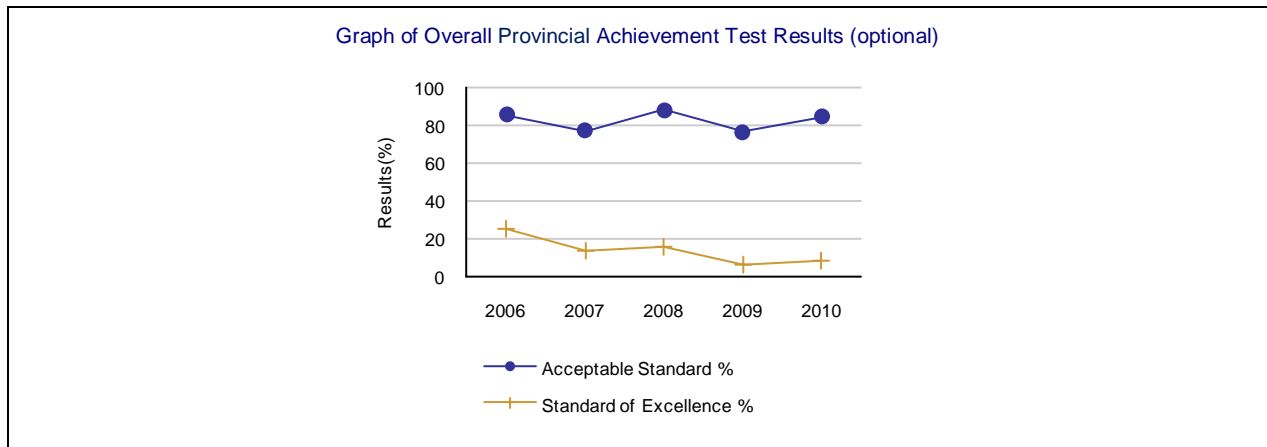 Graph of Overall Provincial Achievement Test Results (optional)
100
80
60
40
20
0
Results(%)
2006 2007 2008 2009 2010
Acceptable Standard %
Standard of Excellence %